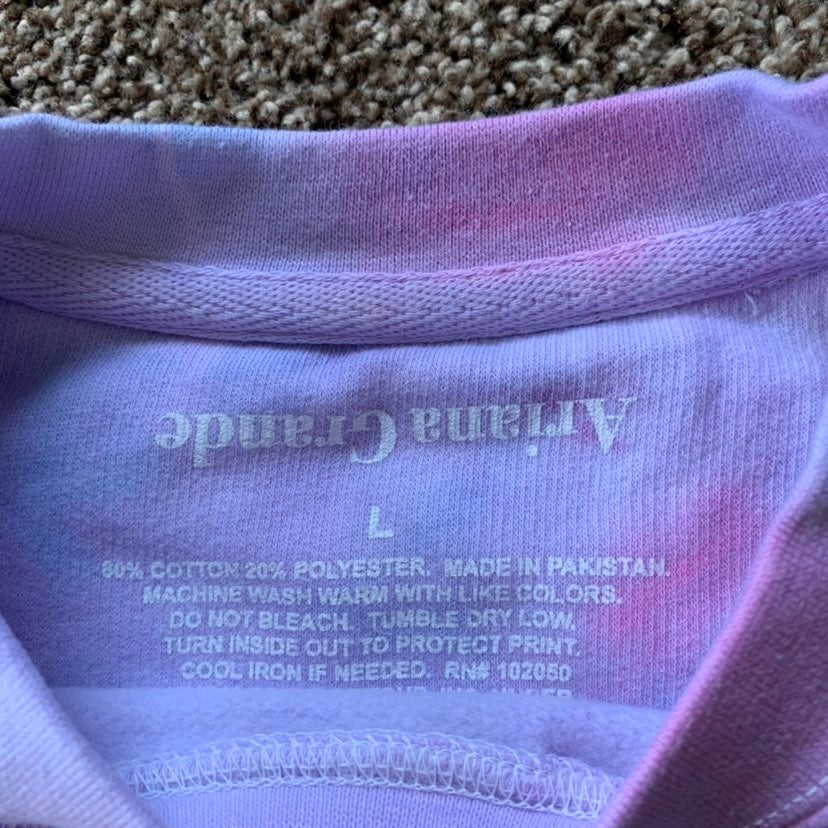 Ariana Grande
L
80% COTTON 20% POLYESTER. MADE IN PAKISTAN.
MACHINE WASH WARM WITH LIKE COLORS.
DO NOT BLEACH. TUMBLE DRY LOW.
TURN INSIDE OUT TO PROTECT PRINT.
COOL IRON IF NEEDED. RN# 102050